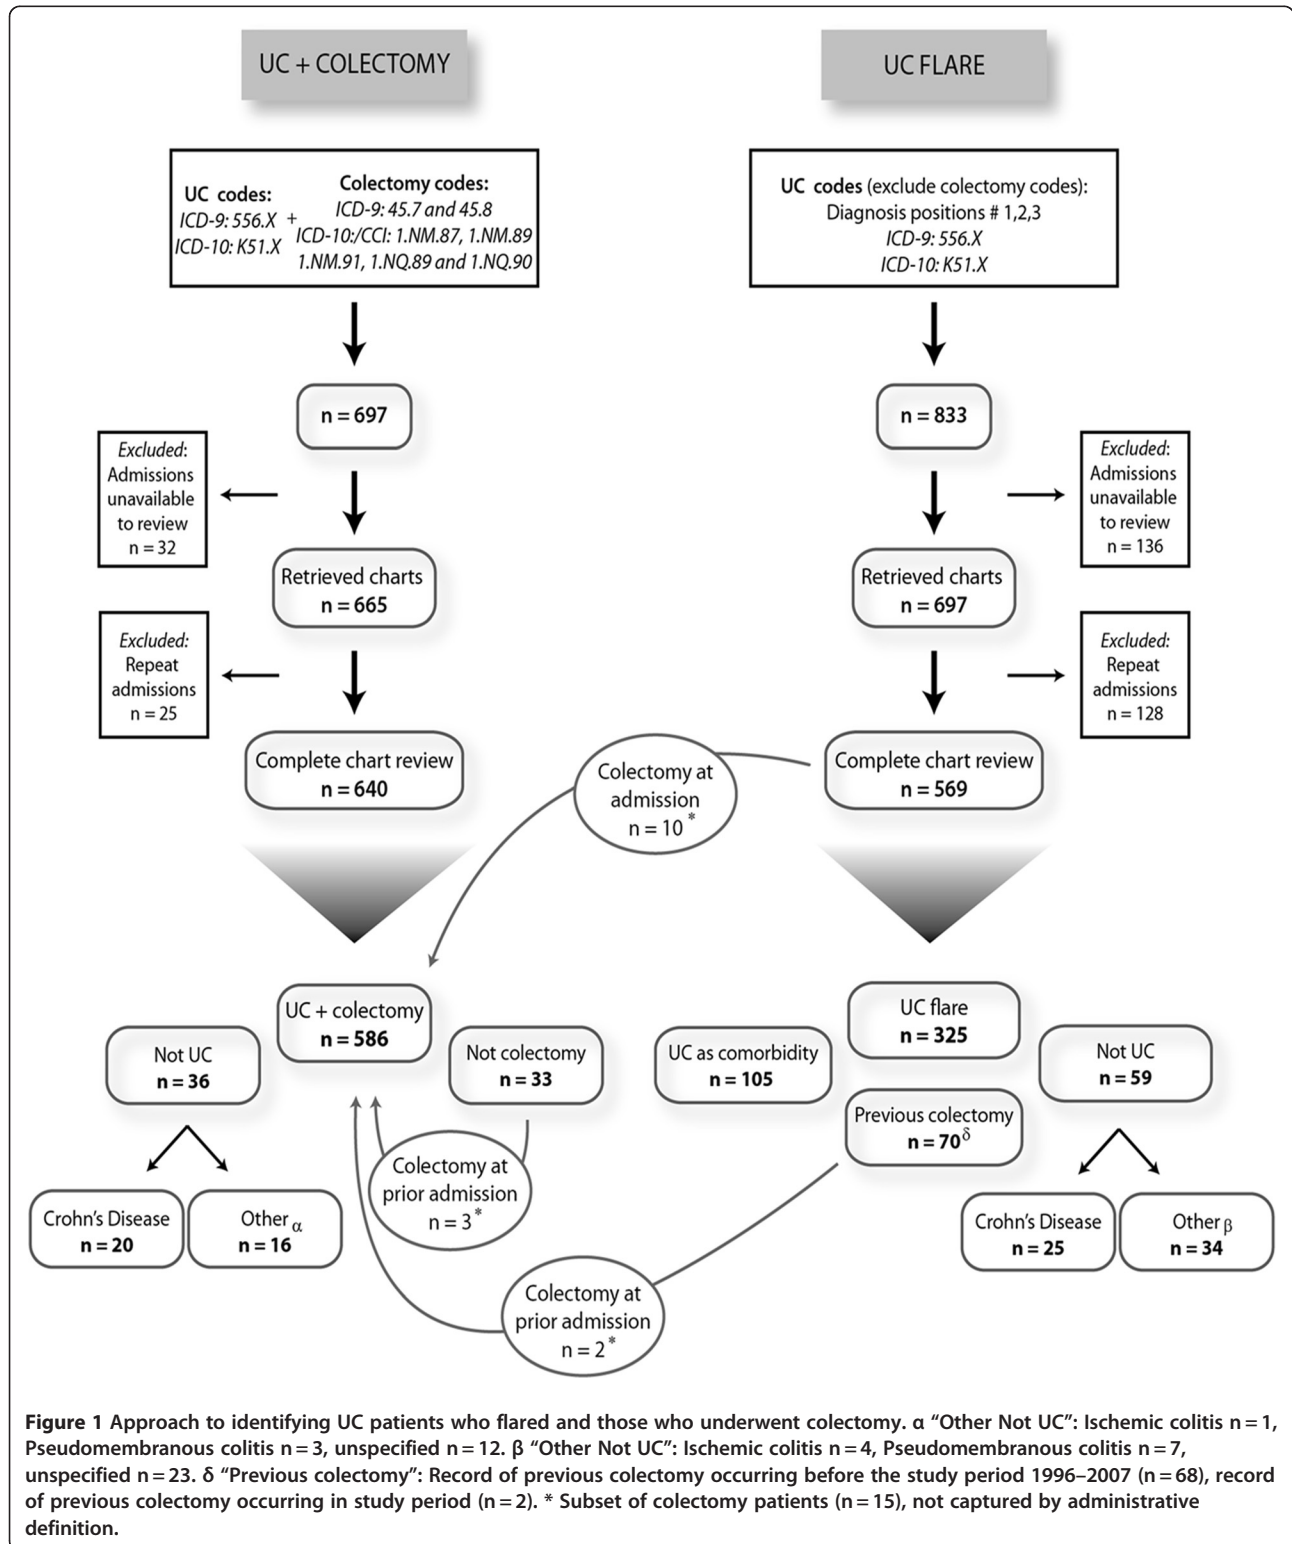 UC + COLECTOMY
UC FLARE
UC codes:
ICD-9: 556.X
ICD-10: K51.X
+
Colectomy codes:
ICD-9: 45.7 and 45.8
ICD-10:/CCI: 1.NM.87, 1.NM.89
1.NM.91, 1.NQ.89 and 1.NQ.90
UC codes (exclude colectomy codes):
Diagnosis positions # 1,2,3
ICD-9: 556.X
ICD-10: K51.X
n = 697
n = 833
Excluded:
Admissions
unavailable
to review
n = 32
Excluded:
Admissions
unavailable
to review
n = 136
Retrieved charts
n = 665
Retrieved charts
n = 697
Excluded:
Repeat
admissions
n = 25
Excluded:
Repeat
admissions
n = 128
Complete chart review
n = 640
Colectomy at
admission
n = 10 *
Complete chart review
n = 569
UC + colectomy
n = 586
Not UC
n = 36
Not colectomy
n = 33
UC flare
n = 325
UC as comorbidity
n = 105
Not UC
n = 59
Previous colectomy
n = 70δ
Colectomy at
prior admission
n = 3 *
Crohn's Disease
n = 20
Other α
n = 16
Crohn's Disease
n = 25
Other β
n = 34
Colectomy at
prior admission
n = 2 *
Figure 1 Approach to identifying UC patients who flared and those who underwent colectomy. α “Other Not UC”: Ischemic colitis n = 1,
Pseudomembranous colitis n = 3, unspecified n = 12. β “Other Not UC”: Ischemic colitis n = 4, Pseudomembranous colitis n = 7,
unspecified n = 23. δ “Previous colectomy”: Record of previous colectomy occurring before the study period 1996–2007 (n = 68), record
of previous colectomy occurring in study period (n = 2). * Subset of colectomy patients (n = 15), not captured by administrative
definition.